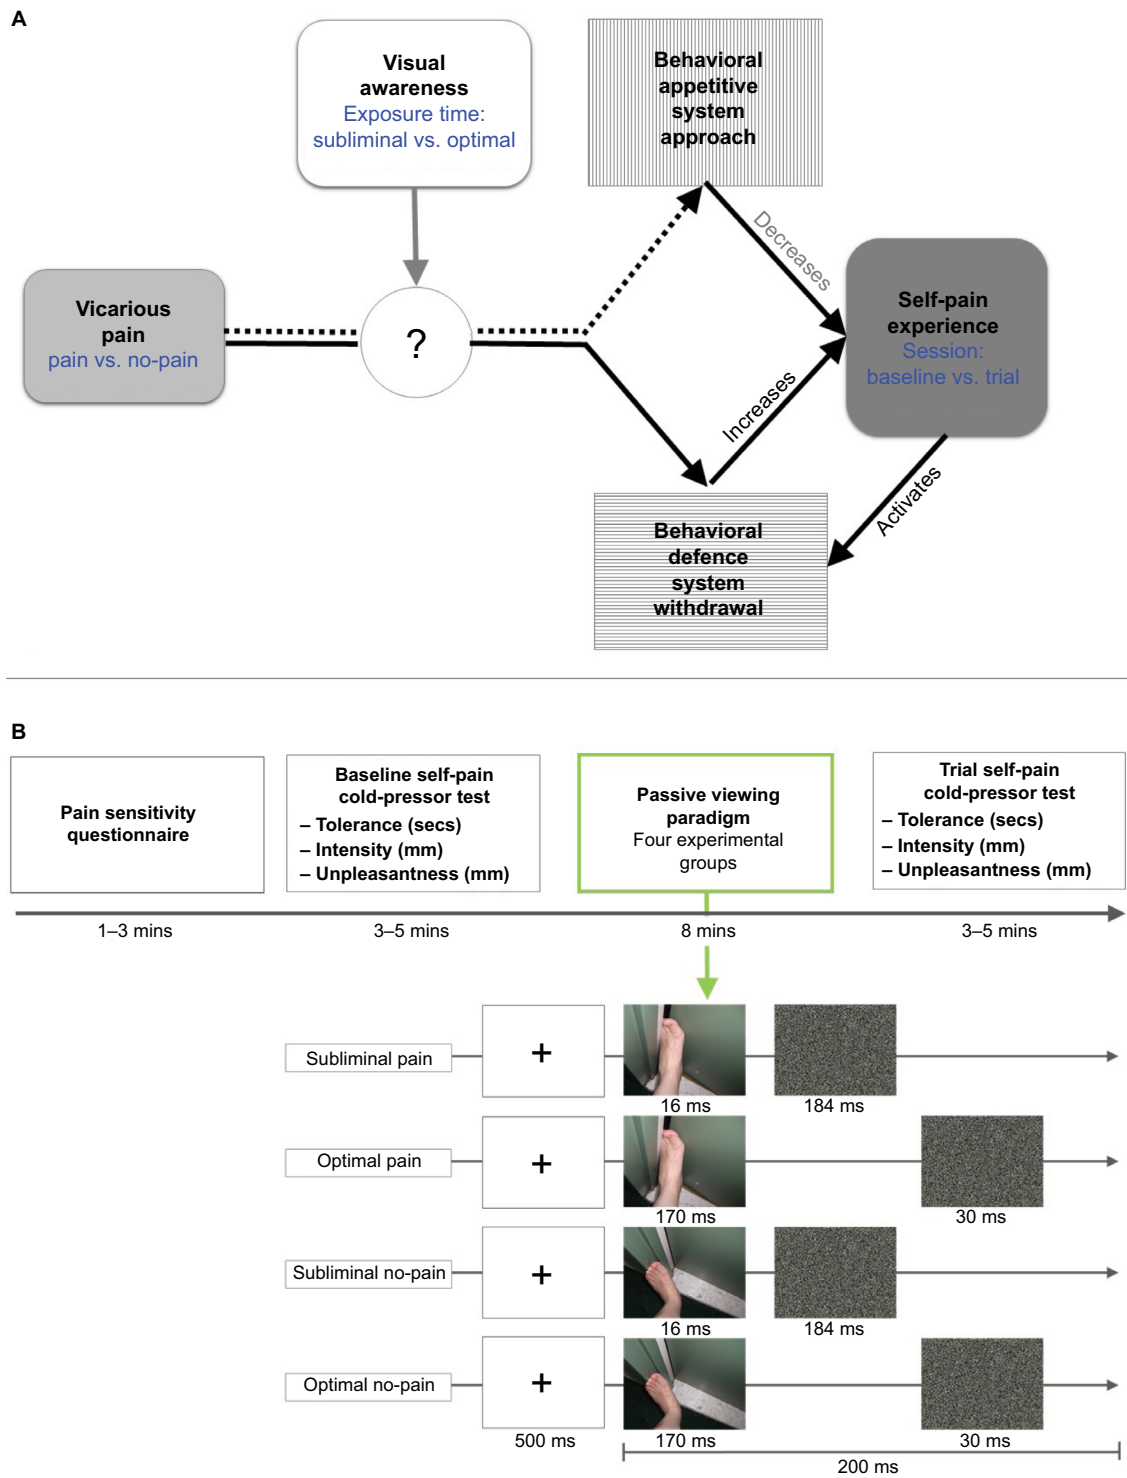 A
Visual
awareness
Exposure time:
subliminal vs. optimal
Behavioral
appetitive
system
approach
Decreases
Vicarious
pain
pain vs. no-pain
?
Self-pain
experience
Session:
baseline vs. trial
Increases
Activates
Behavioral
defence
system
withdrawal
B
Pain sensitivity
questionnaire
Baseline self-pain
cold-pressor test
– Tolerance (secs)
– Intensity (mm)
– Unpleasantness (mm)
Passive viewing
paradigm
Four experimental
groups
Trial self-pain
cold-pressor test
– Tolerance (secs)
– Intensity (mm)
– Unpleasantness (mm)
1–3 mins
3–5 mins
8 mins
3–5 mins
Subliminal pain
+
16 ms
184 ms
Optimal pain
+
170 ms
30 ms
Subliminal no-pain
+
16 ms
184 ms
Optimal no-pain
+
500 ms
170 ms
30 ms
200 ms